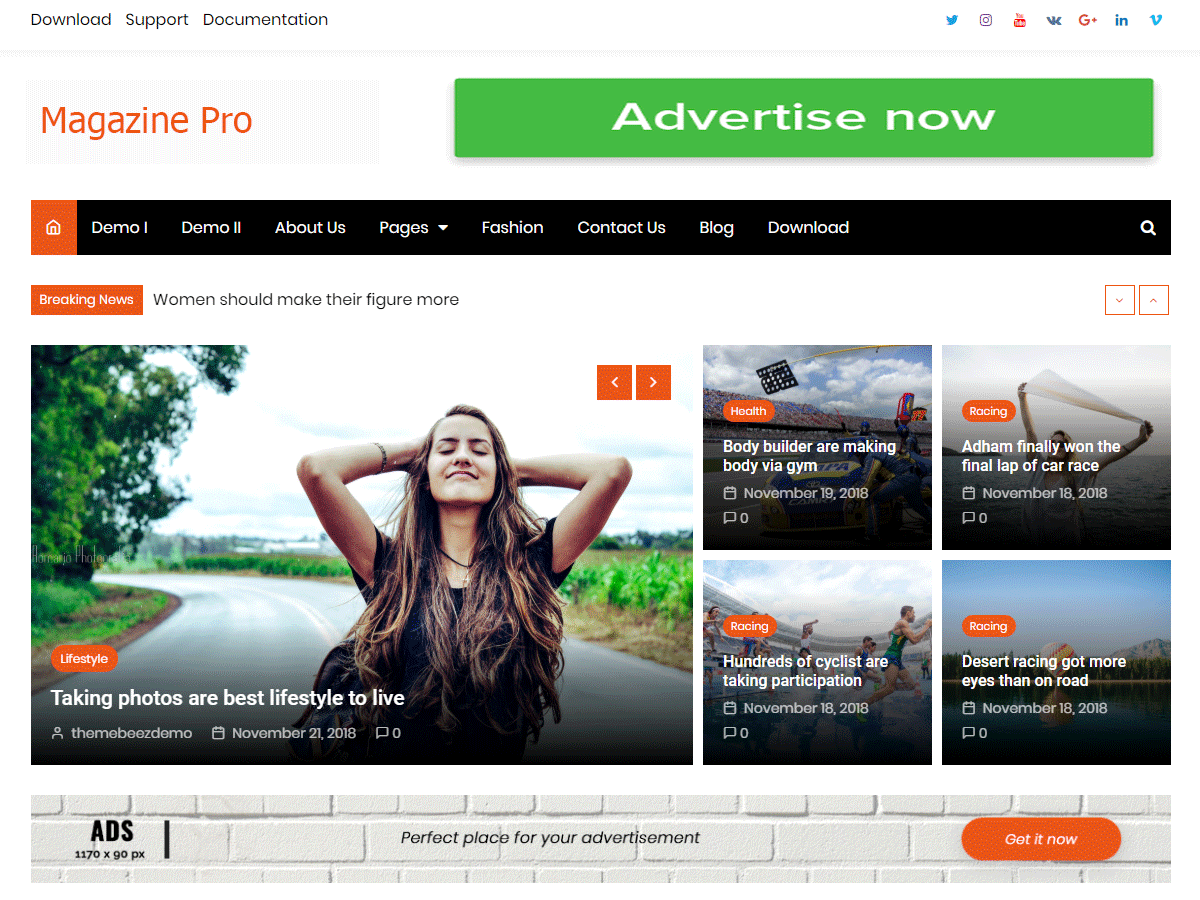 Download Support Documentation
Magazine Pro
Advertise now
Demo I Demo II About Us Pages Fashion Contact Us Blog Download
Breaking News Women should make their figure more
Lifestyle
Taking photos are best lifestyle to live
themebeezdemo November 21, 2018 0
Health
Body builder are making
body via gym
November 19, 2018
0
Racing
Adham finally won the
final lap of car race
November 18, 2018
0
Racing
Hundreds of cyclist are
taking participation
November 18, 2018
0
Racing
Desert racing got more
eyes than on road
November 18, 2018
0
ADS
1170 x 90 px
Perfect place for your advertisement
Get it now